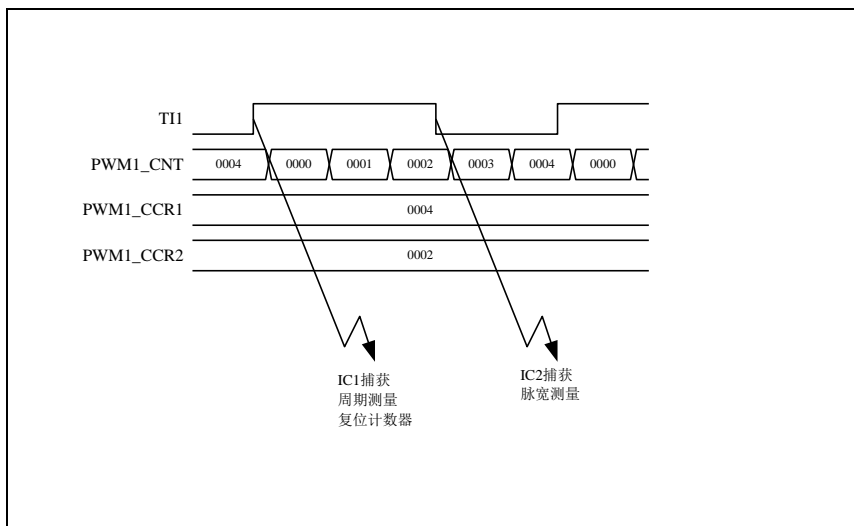 TI1
PWM1_CNT 0004 0000 0001 0002 0003 0004 0000
PWM1_CCR1 0004
PWM1_CCR2 0002
IC1捕获
周期测量
复位计数器
IC2捕获
脉宽测量